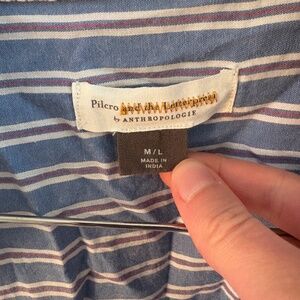 Pilcro and the Letterpress
by ANTHROPOLOGIE
M/L
MADE IN
INDIA